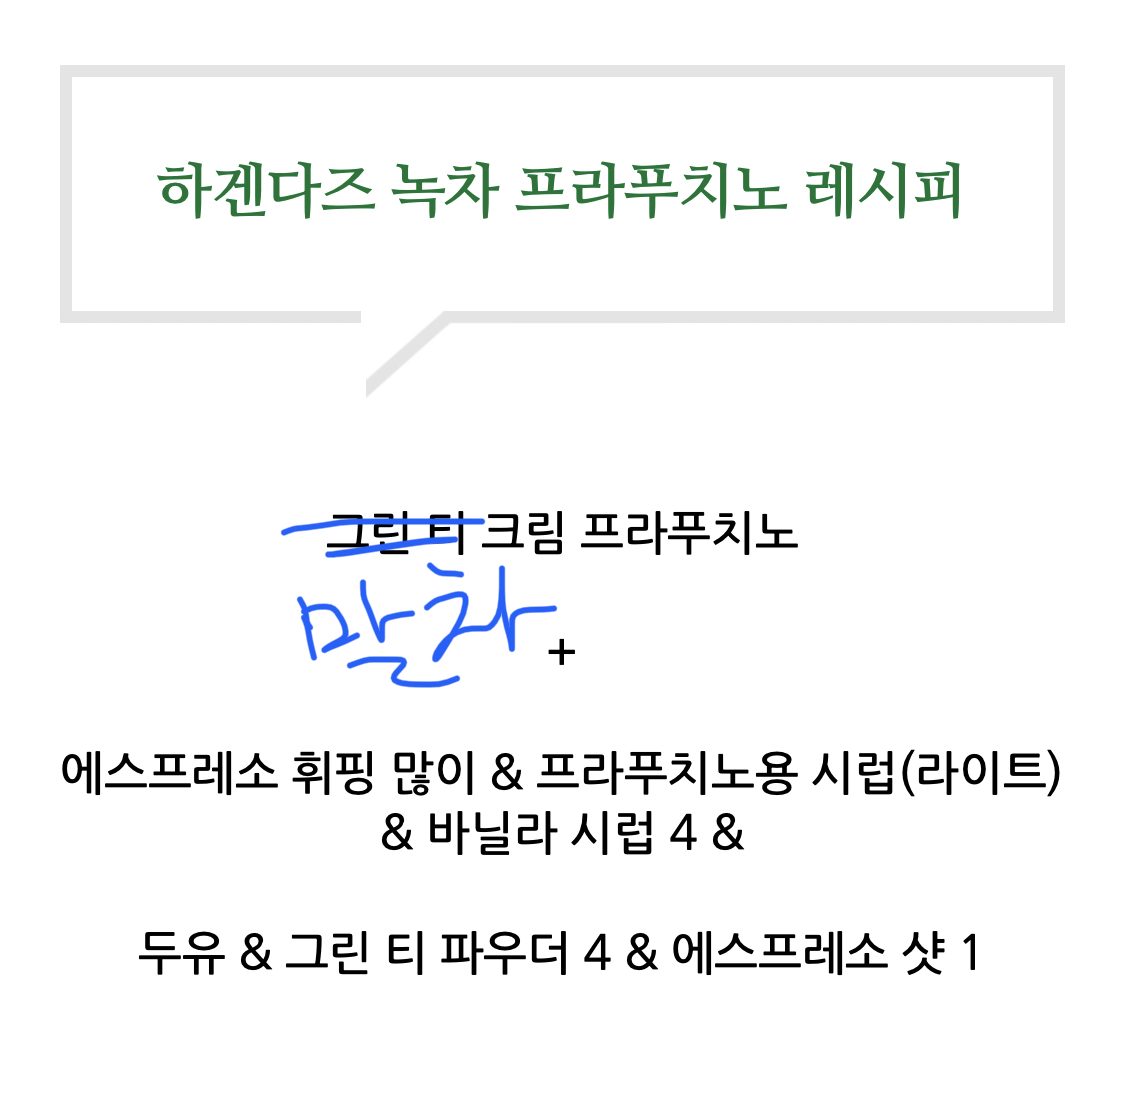 하겐다즈 녹차 프라푸치노 레시피
그린 티 크림 프라푸치노
말차
+
에스프레소 휘핑 많이 & 프라푸치노용 시럽(라이트)
& 바닐라 시럽 4 &
두유 & 그린 티 파우더 4 & 에스프레소 샷 1